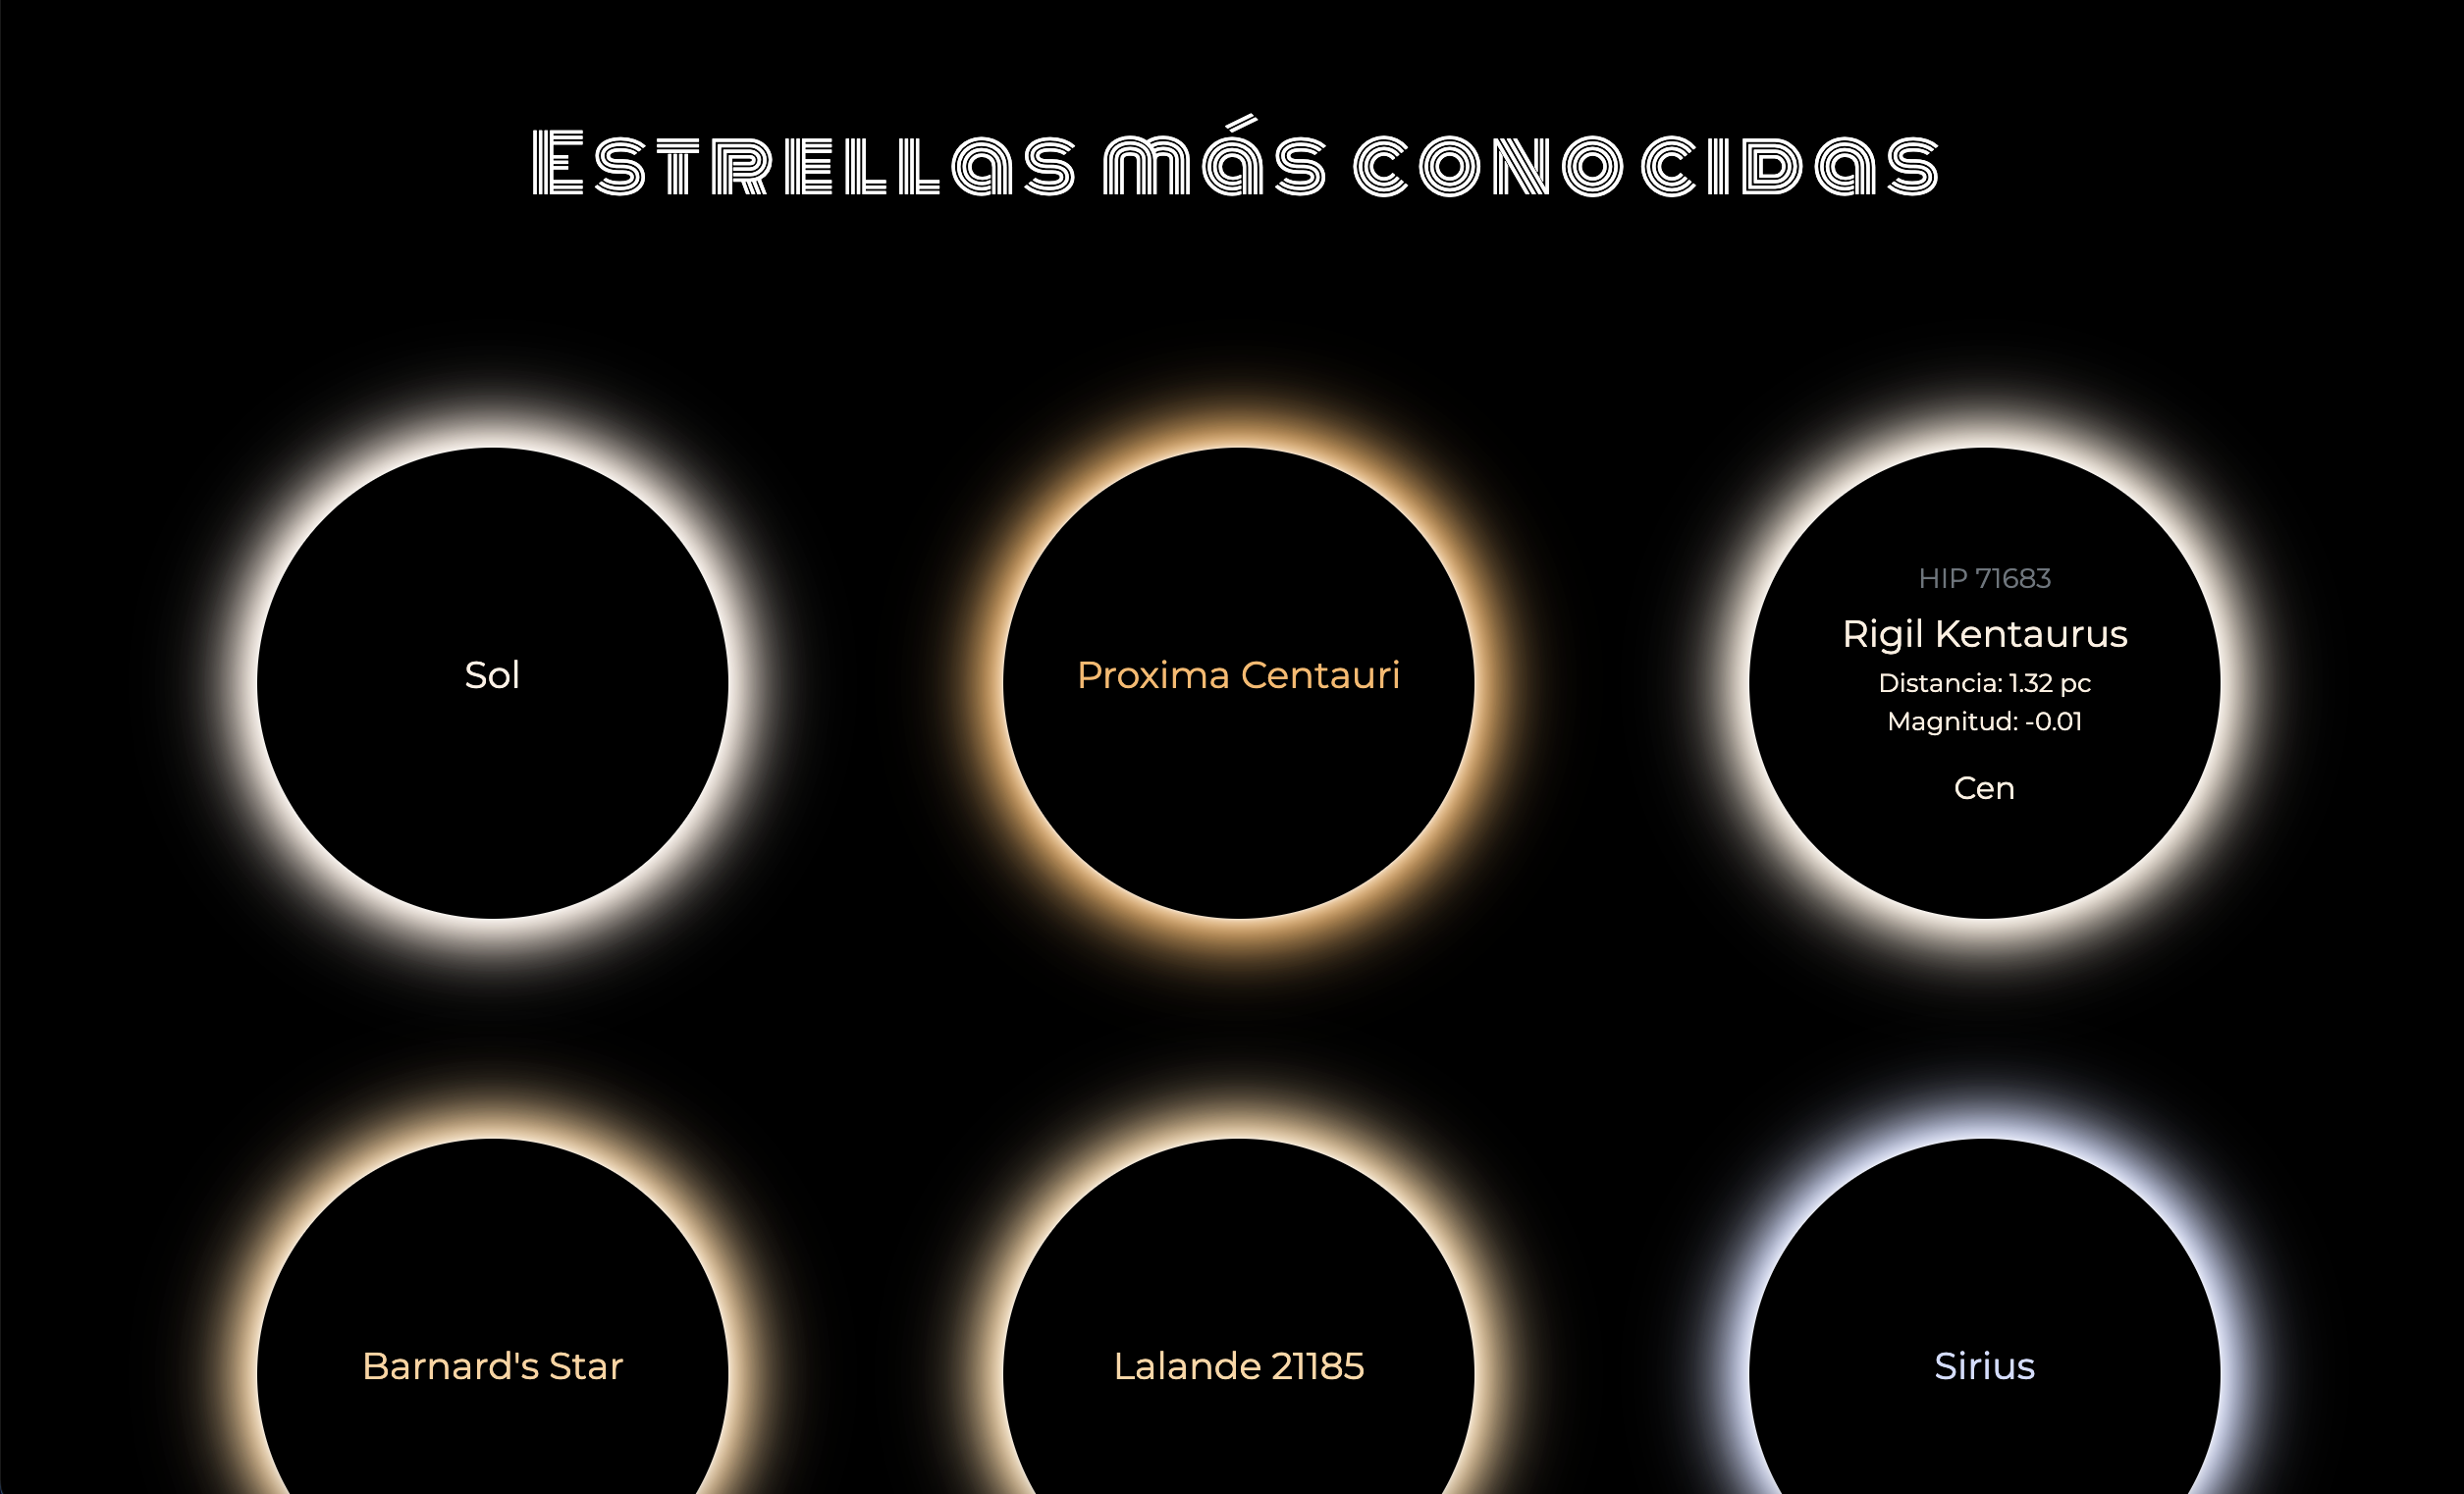 Estrellas más conocidas
Sol
Proxima Centauri
HIP 71683
Rigil Kentaurus
Distancia: 1.32 pc
Magnitud: -0.01
Cen
Barnard's Star
Lalande 21185
Sirius